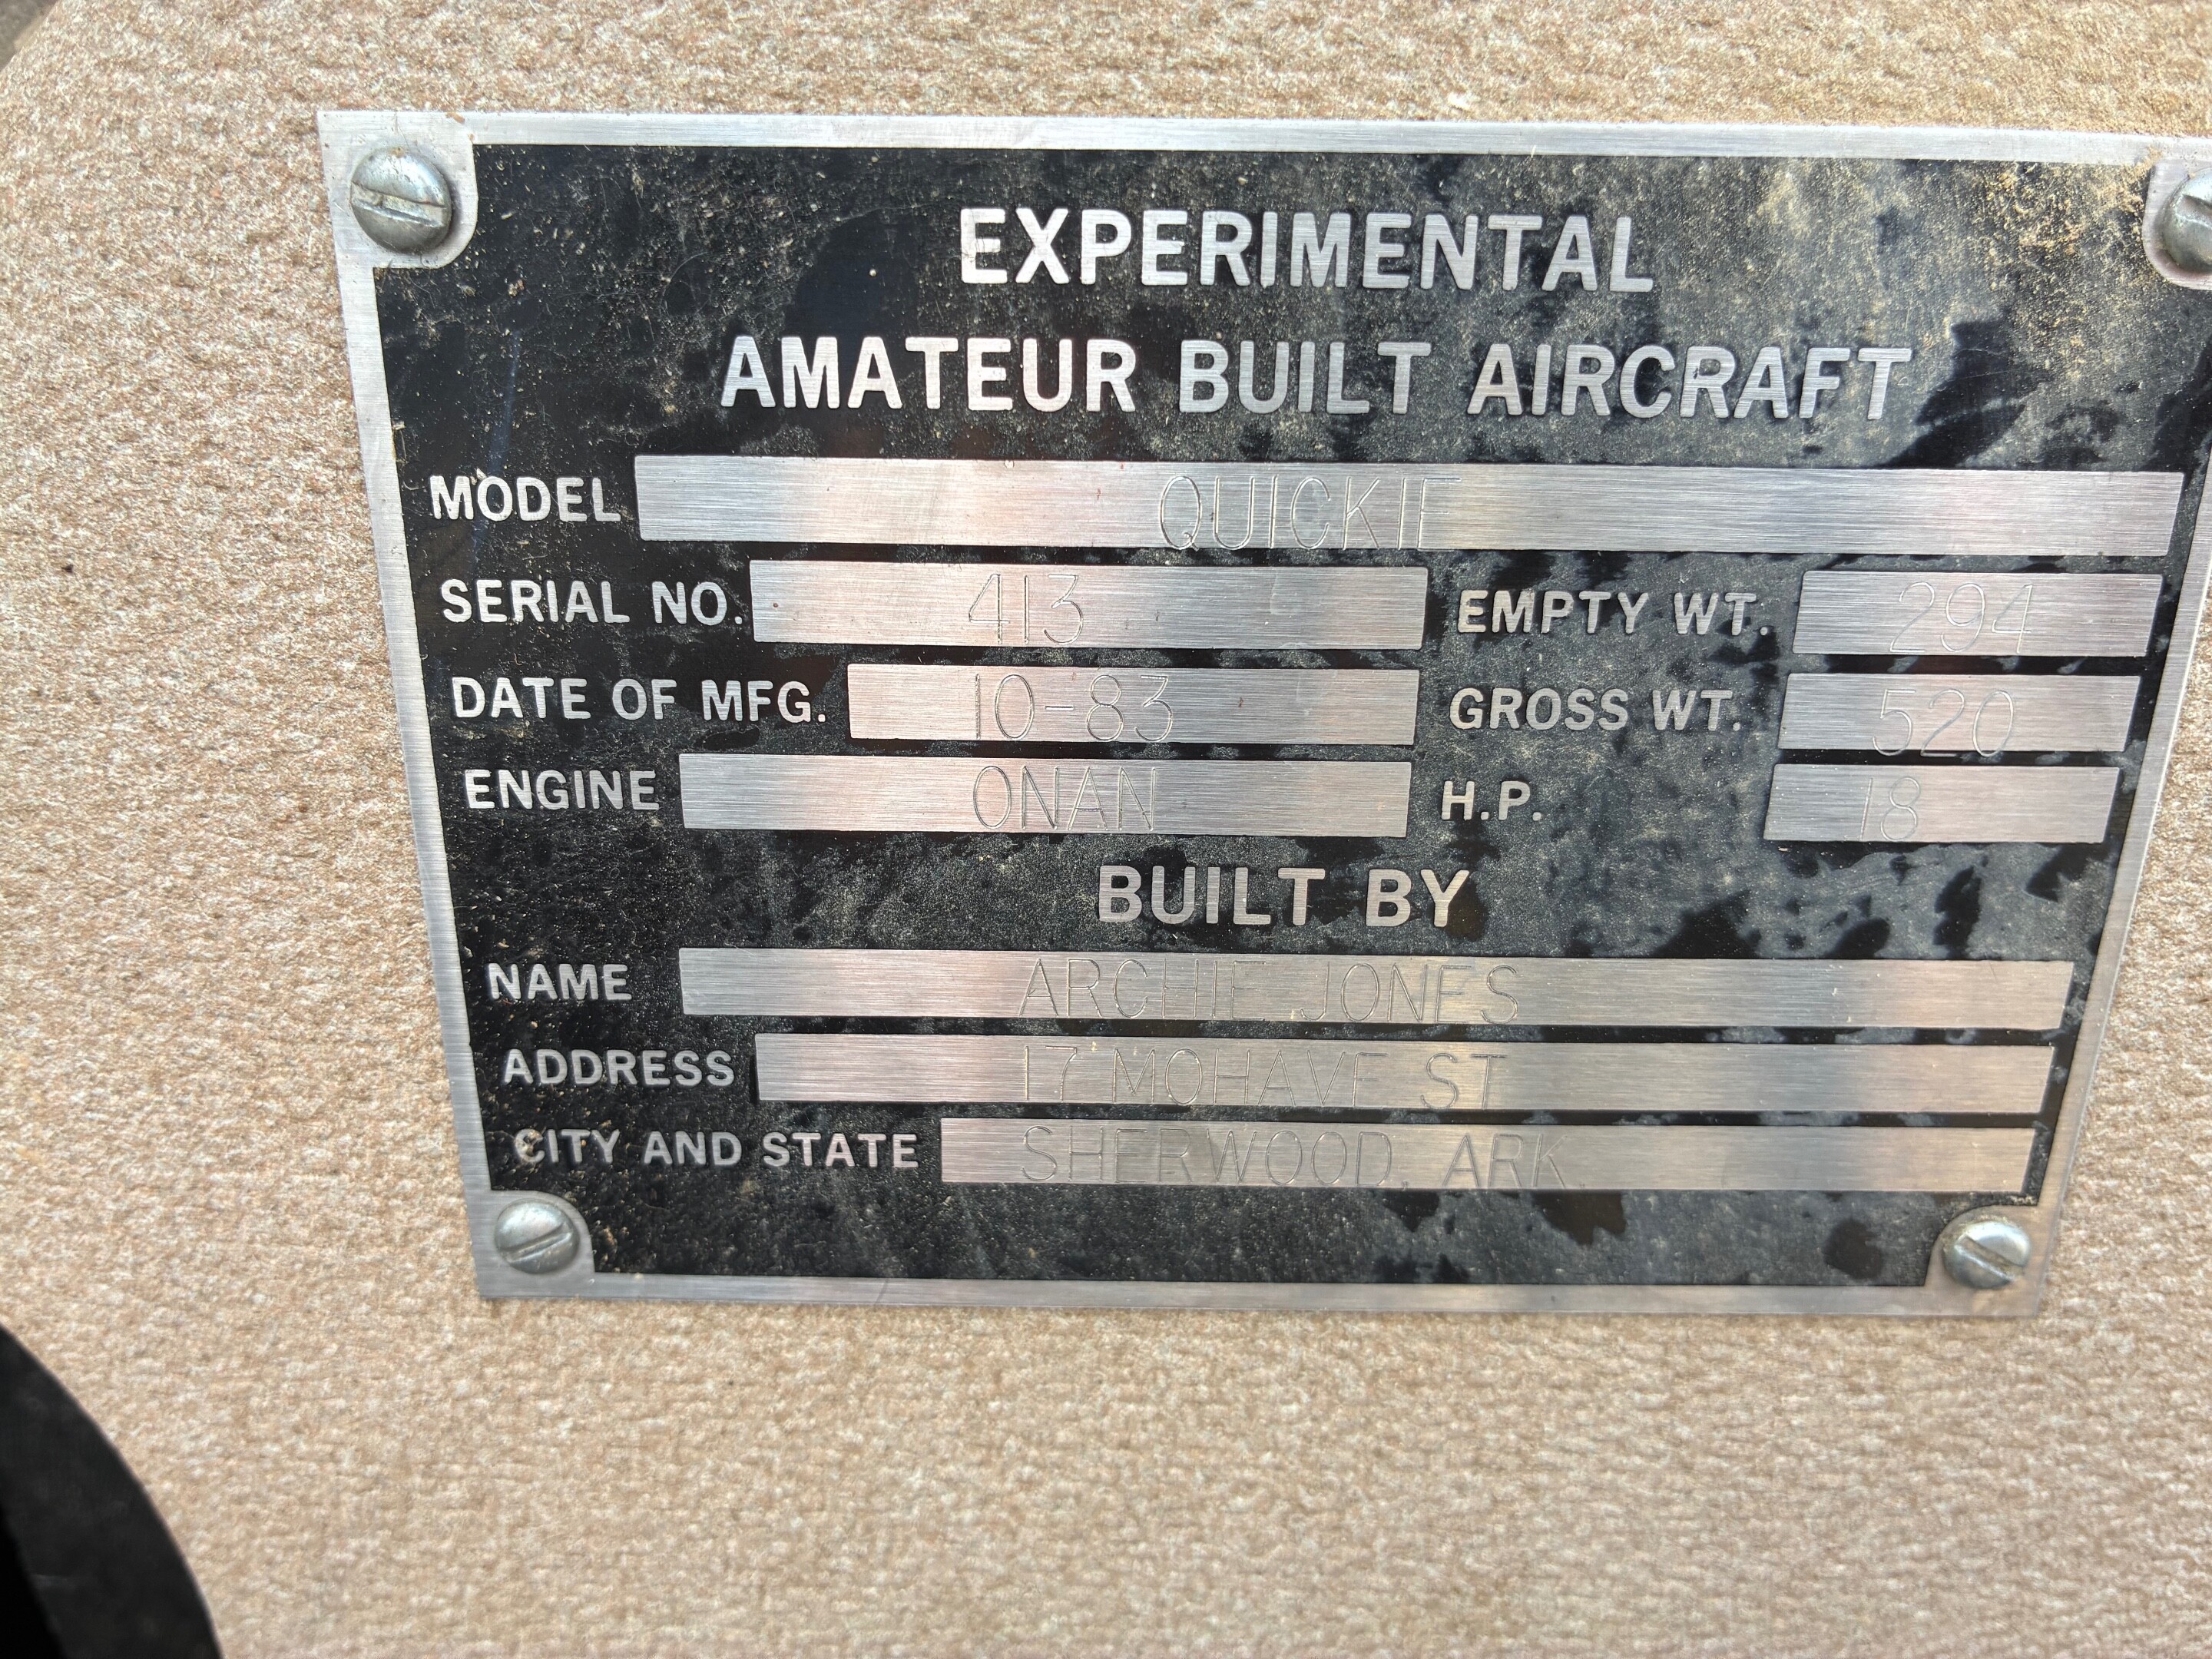 EXPERIMENTAL
AMATEUR BUILT AIRCRAFT
MODEL QUICKIE
SERIAL NO. 413 EMPTY WT. 294
DATE OF MFG. 10-83 GROSS WT. 520
ENGINE ONAN H.P. 18
BUILT BY
NAME ARCHIE JONES
ADDRESS 17 MOHAVE ST
CITY AND STATE SHERWOOD, ARK.